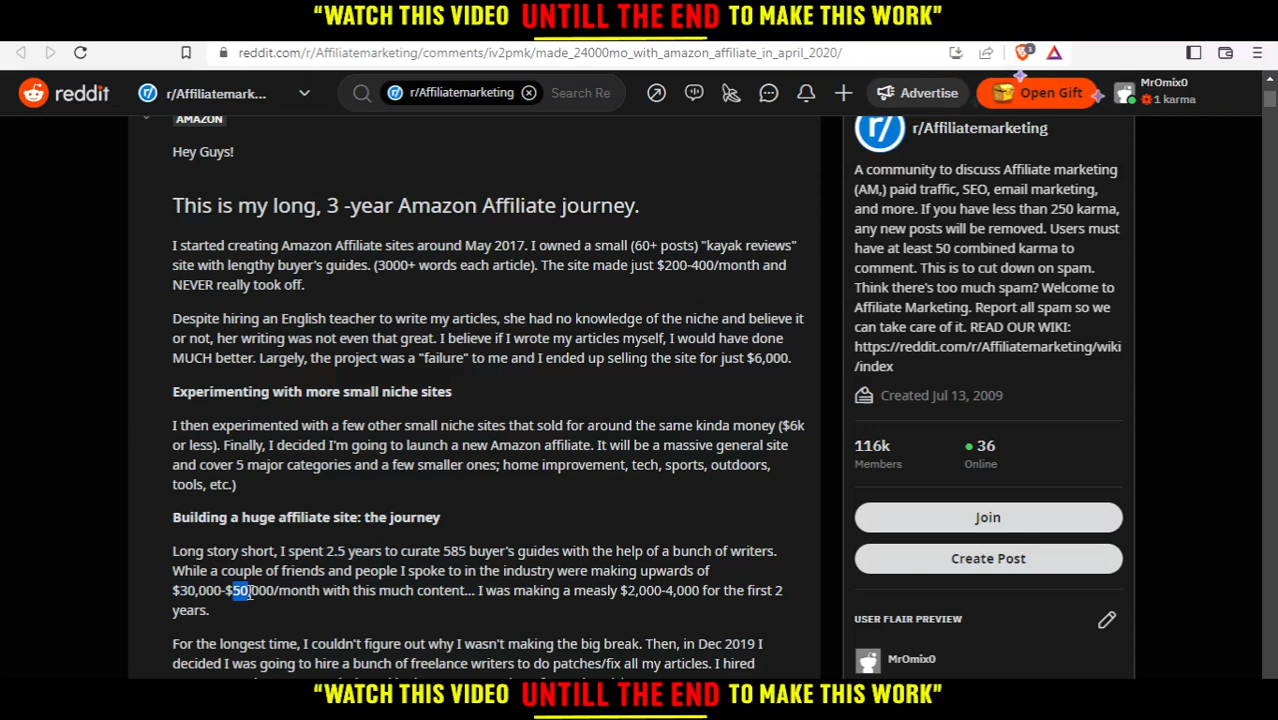 "WATCH THIS VIDEO UNTILL THE END TO MAKE THIS WORK"
reddit.com/r/Affiliatemarketing/comments/iv2pmk/made_24000mo_with_amazon_affiliate_in_april_2020/
reddit
r/Affiliatemark...
r/Affiliatemarketing
Search Re
Advertise
Open Gift
MrOmix0
1 karma
AMAZON
Hey Guys!
This is my long, 3 -year Amazon Affiliate journey.
I started creating Amazon Affiliate sites around May 2017. I owned a small (60+ posts) "kayak reviews"
site with lengthy buyer's guides. (3000+ words each article). The site made just $200-400/month and
NEVER really took off.
Despite hiring an English teacher to write my articles, she had no knowledge of the niche and believe it
or not, her writing was not even that great. I believe if I wrote my articles myself, I would have done
MUCH better. Largely, the project was a "failure" to me and I ended up selling the site for just $6,000.
Experimenting with more small niche sites
I then experimented with a few other small niche sites that sold for around the same kinda money ($6k
or less). Finally, I decided I'm going to launch a new Amazon affiliate. It will be a massive general site
and cover 5 major categories and a few smaller ones; home improvement, tech, sports, outdoors,
tools, etc.)
Building a huge affiliate site: the journey
Long story short, I spent 2.5 years to curate 585 buyer's guides with the help of a bunch of writers.
While a couple of friends and people I spoke to in the industry were making upwards of
$30,000-$50,000/month with this much content... I was making a measly $2,000-4,000 for the first 2
years.
For the longest time, I couldn't figure out why I wasn't making the big break. Then, in Dec 2019 I
decided I was going to hire a bunch of freelance writers to do patches/fix all my articles. I hired
r/Affiliatemarketing
A community to discuss Affiliate marketing
(AM,) paid traffic, SEO, email marketing,
and more. If you have less than 250 karma,
any new posts will be removed. Users must
have at least 50 combined karma to
comment. This is to cut down on spam.
Think there's too much spam? Welcome to
Affiliate Marketing. Report all spam so we
can take care of it. READ OUR WIKI:
https://reddit.com/r/Affiliatemarketing/wiki
/index
Created Jul 13, 2009
116k
Members
36
Online
Join
Create Post
USER FLAIR PREVIEW
MrOmix0
"WATCH THIS VIDEO UNTILL THE END TO MAKE THIS WORK"